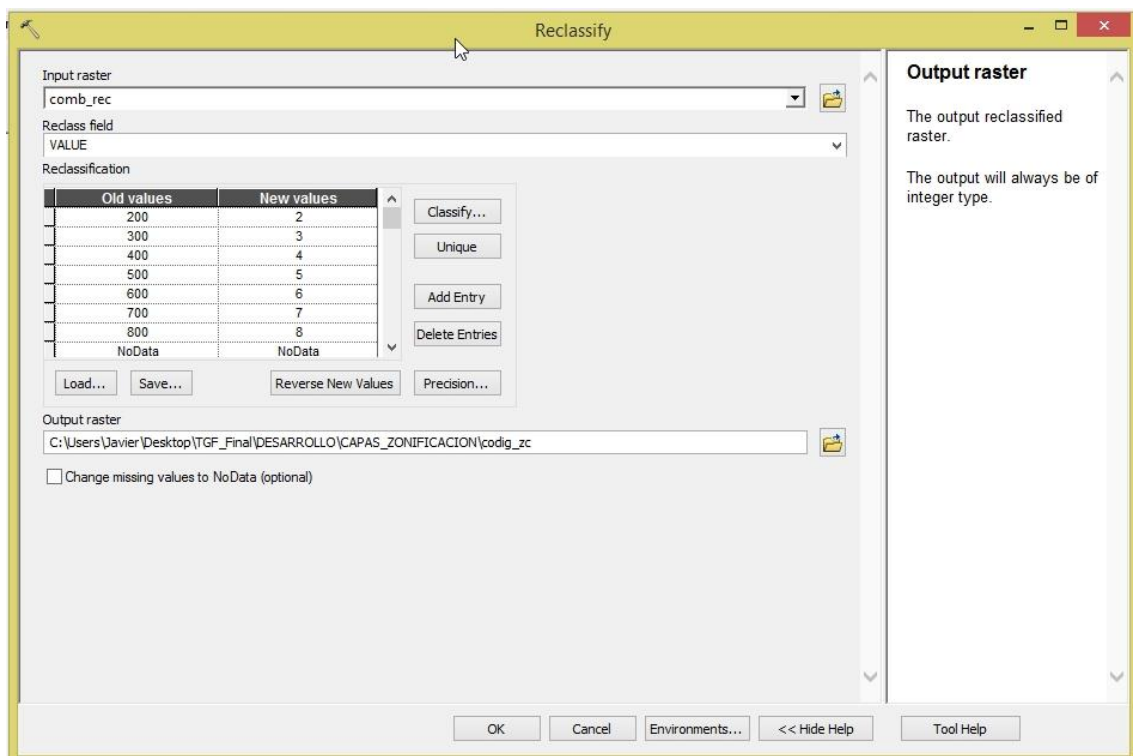 Reclassify
Input raster
comb_rec
Reclass field
VALUE
Reclassification
Old values New values
200 2
300 3
400 4
500 5
600 6
700 7
800 8
NoData NoData
Classify...
Unique
Add Entry
Delete Entries
Load... Save... Reverse New Values Precision...
Output raster
C:\Users\Javier\Desktop\TGF_Final\DESARROLLO\CAPAS_ZONIFICACION\codig_zc
Change missing values to NoData (optional)
Output raster
The output reclassified
raster.
The output will always be of
integer type.
OK Cancel Environments... << Hide Help Tool Help